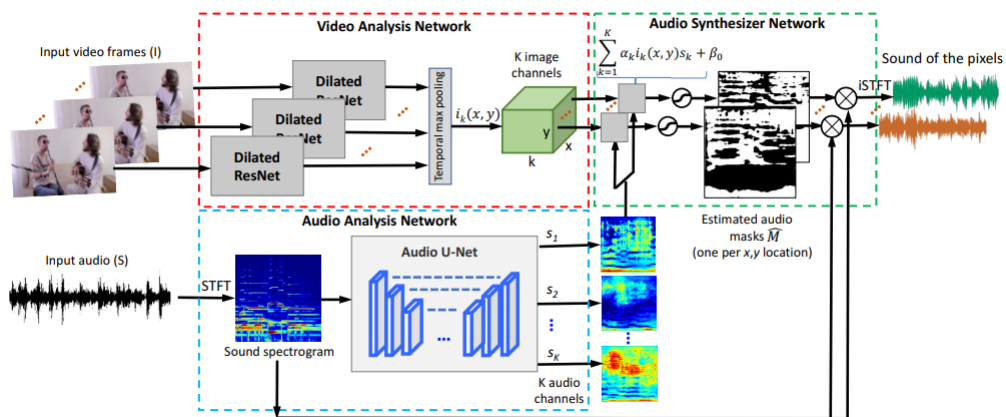 Video Analysis Network
Audio Synthesizer Network
Input video frames (I)
Dilated
ResNet
Dilated
ResNet
Dilated
ResNet
Temporal max pooling
i_k(x, y)
K image
channels
y
x
k
K
∑ α_k i_k(x, y)s_k + β_0
k=1
Sound of the pixels
iSTFT
Estimated audio
masks M̂
(one per x,y location)
Audio Analysis Network
Input audio (S)
STFT
Sound spectrogram
Audio U-Net
...
s_1
s_2
s_K
K audio
channels